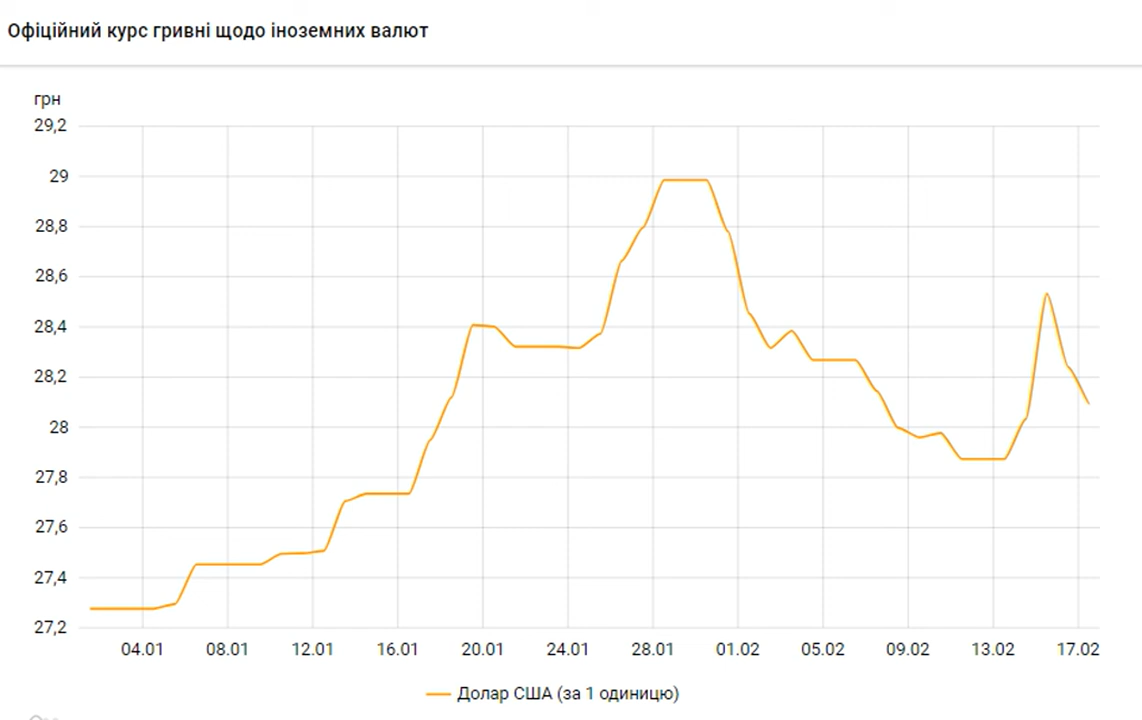 Офіційний курс гривні щодо іноземних валют
грн
29,2
29
28,8
28,6
28,4
28,2
28
27,8
27,6
27,4
27,2
04.01 08.01 12.01 16.01 20.01 24.01 28.01 01.02 05.02 09.02 13.02 17.02
Долар США (за 1 одиницю)